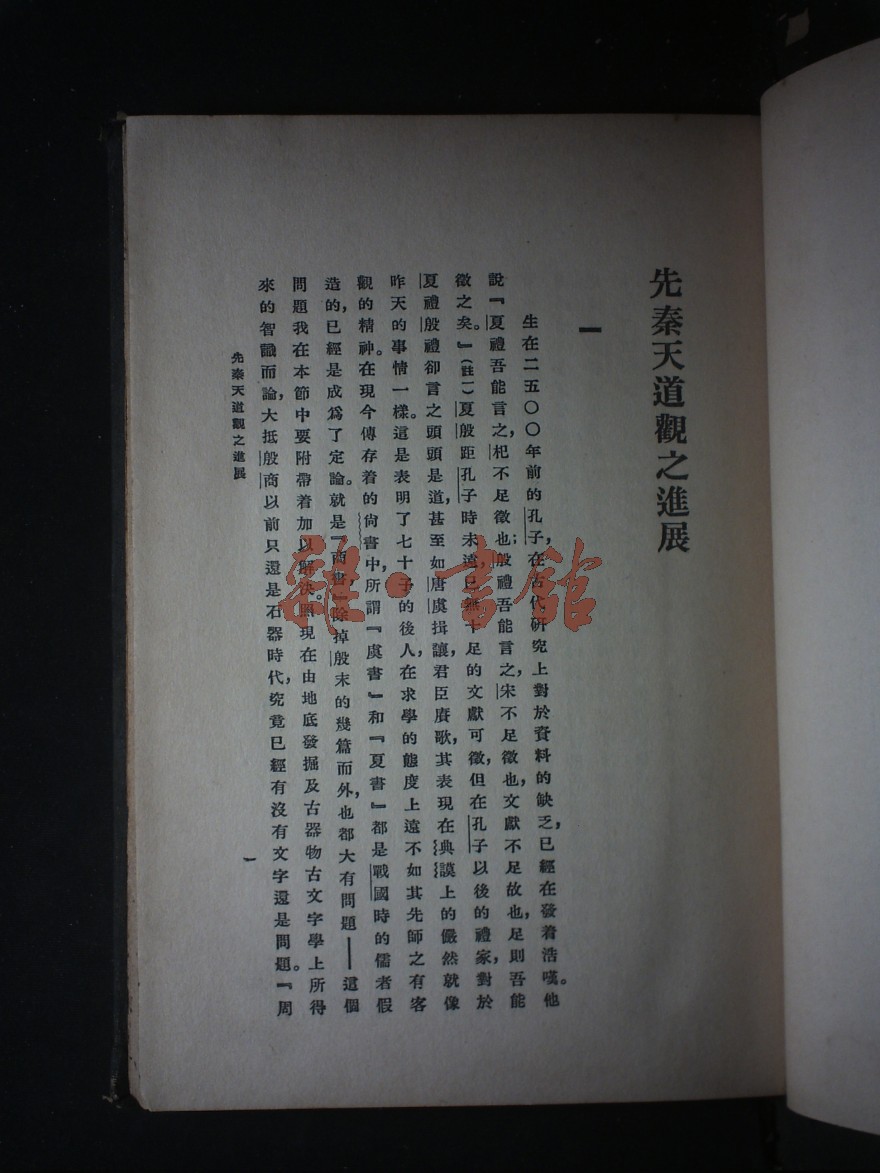 先秦天道觀之進展
一
生在二五〇〇年前的孔子，在古代研究上對於資料的缺乏，已經在發着浩嘆。他
說『夏禮吾能言之，杞不足徵也；殷禮吾能言之，宋不足徵也，文獻不足故也，足則吾能
徵之矣。』（註一）夏殷距孔子時未遠，已無十足的文獻可徵，但在孔子以後的禮家，對於
夏禮殷禮卻言之頭頭是道，甚至如唐虞揖讓，君臣賡歌，其表現在典謨上的儼然就像
昨天的事情一樣。這是表明了七十子的後人，在求學的態度上遠不如其先師之有客
觀的精神。在現今傳存着的尙書中，所謂『虞書』和『夏書』都是戰國時的儒者假
造的，已經是成爲了定論。就是『商書，』除掉殷末的幾篇而外，也都大有問題——這個
問題我在本節中要附帶着加以解決。照現在由地底發掘及古器物古文字學上所得
來的智識而論，大抵殷商以前只還是石器時代，究竟已經有沒有文字還是問題。『周
先秦天道觀之進展
一
雜·書館